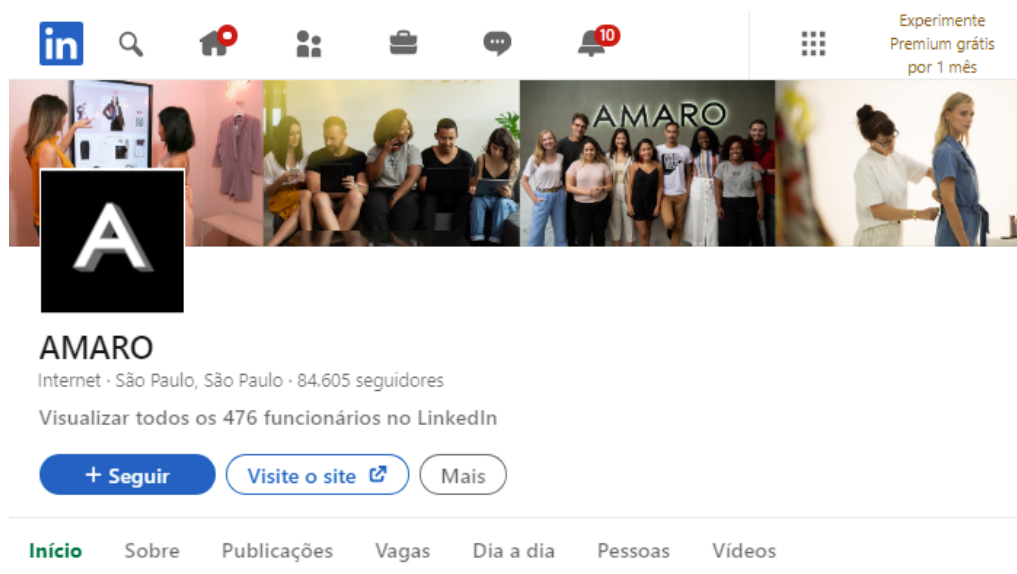 in
10
Experimente
Premium grátis
por 1 mês
AMARO
A
AMARO
Internet · São Paulo, São Paulo · 84.605 seguidores
Visualizar todos os 476 funcionários no LinkedIn
+ Seguir
Visite o site
Mais
Início
Sobre
Publicações
Vagas
Dia a dia
Pessoas
Vídeos